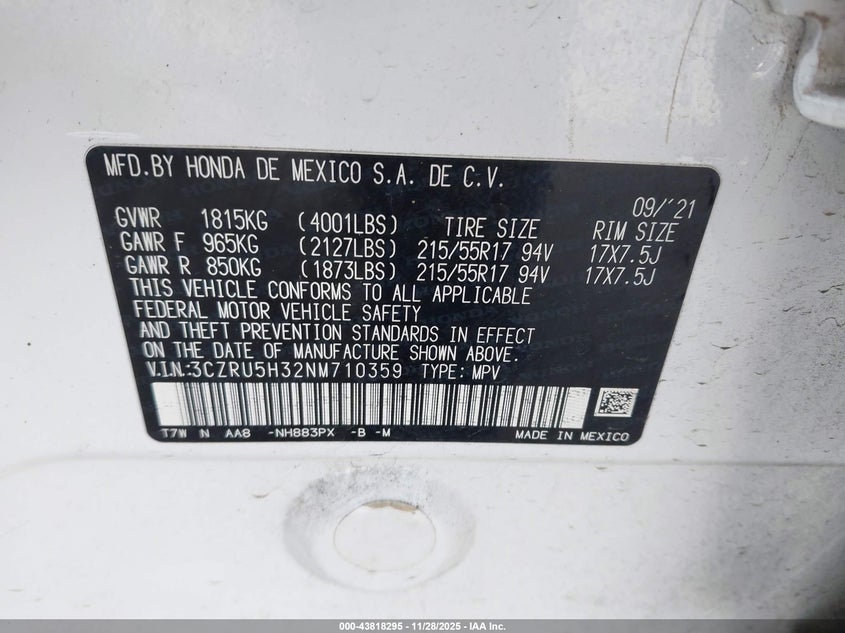 MFD.BY HONDA DE MEXICO S.A. DE C.V.
09/'21
GVWR 1815KG (4001LBS) TIRE SIZE RIM SIZE
GAWR F 965KG (2127LBS) 215/55R17 94V 17X7.5J
GAWR R 850KG (1873LBS) 215/55R17 94V 17X7.5J
THIS VEHICLE CONFORMS TO ALL APPLICABLE
FEDERAL MOTOR VEHICLE SAFETY
AND THEFT PREVENTION STANDARDS IN EFFECT
ON THE DATE OF MANUFACTURE SHOWN ABOVE.
V.I.N:3CZRU5H32NM710359 TYPE: MPV
T7W N AA8 -NH883PX -B -M MADE IN MEXICO
000-43818295 - 11/28/2025 - IAA Inc.